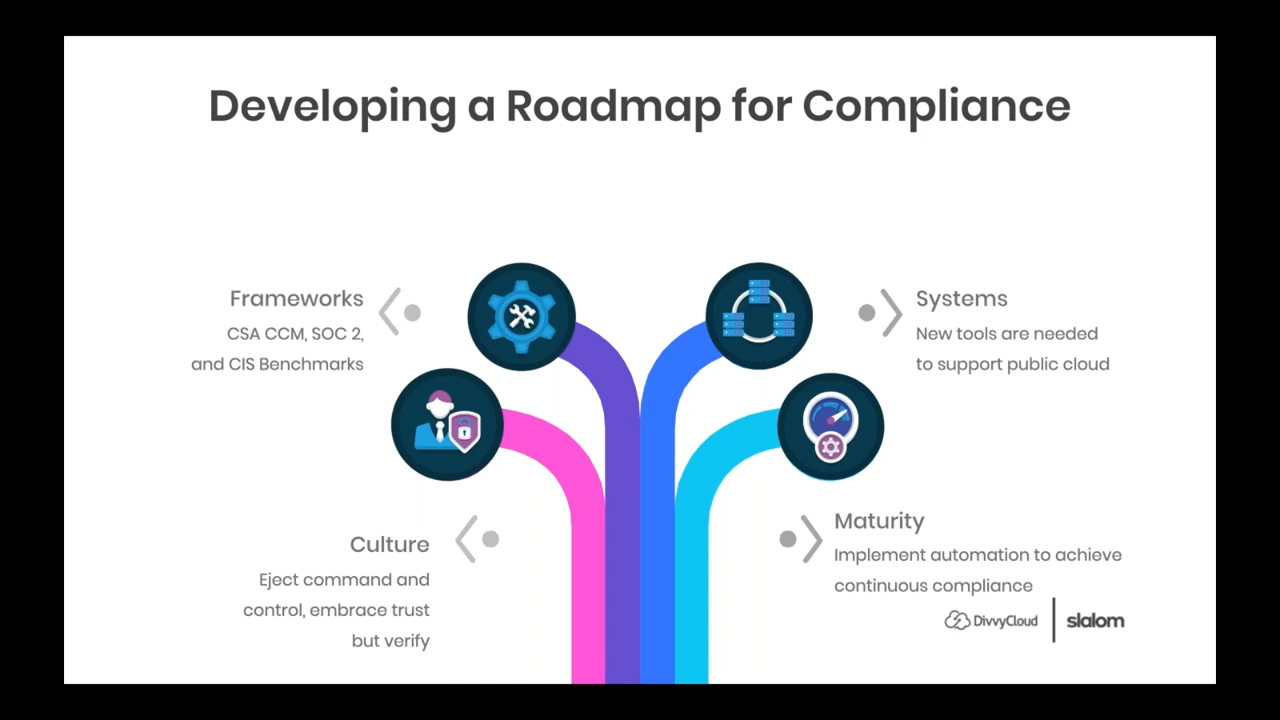 Developing a Roadmap for Compliance
Frameworks
CSA CCM, SOC 2,
and CIS Benchmarks
Systems
New tools are needed
to support public cloud
Culture
Eject command and
control, embrace trust
but verify
Maturity
Implement automation to achieve
continuous compliance
DivvyCloud
slalom